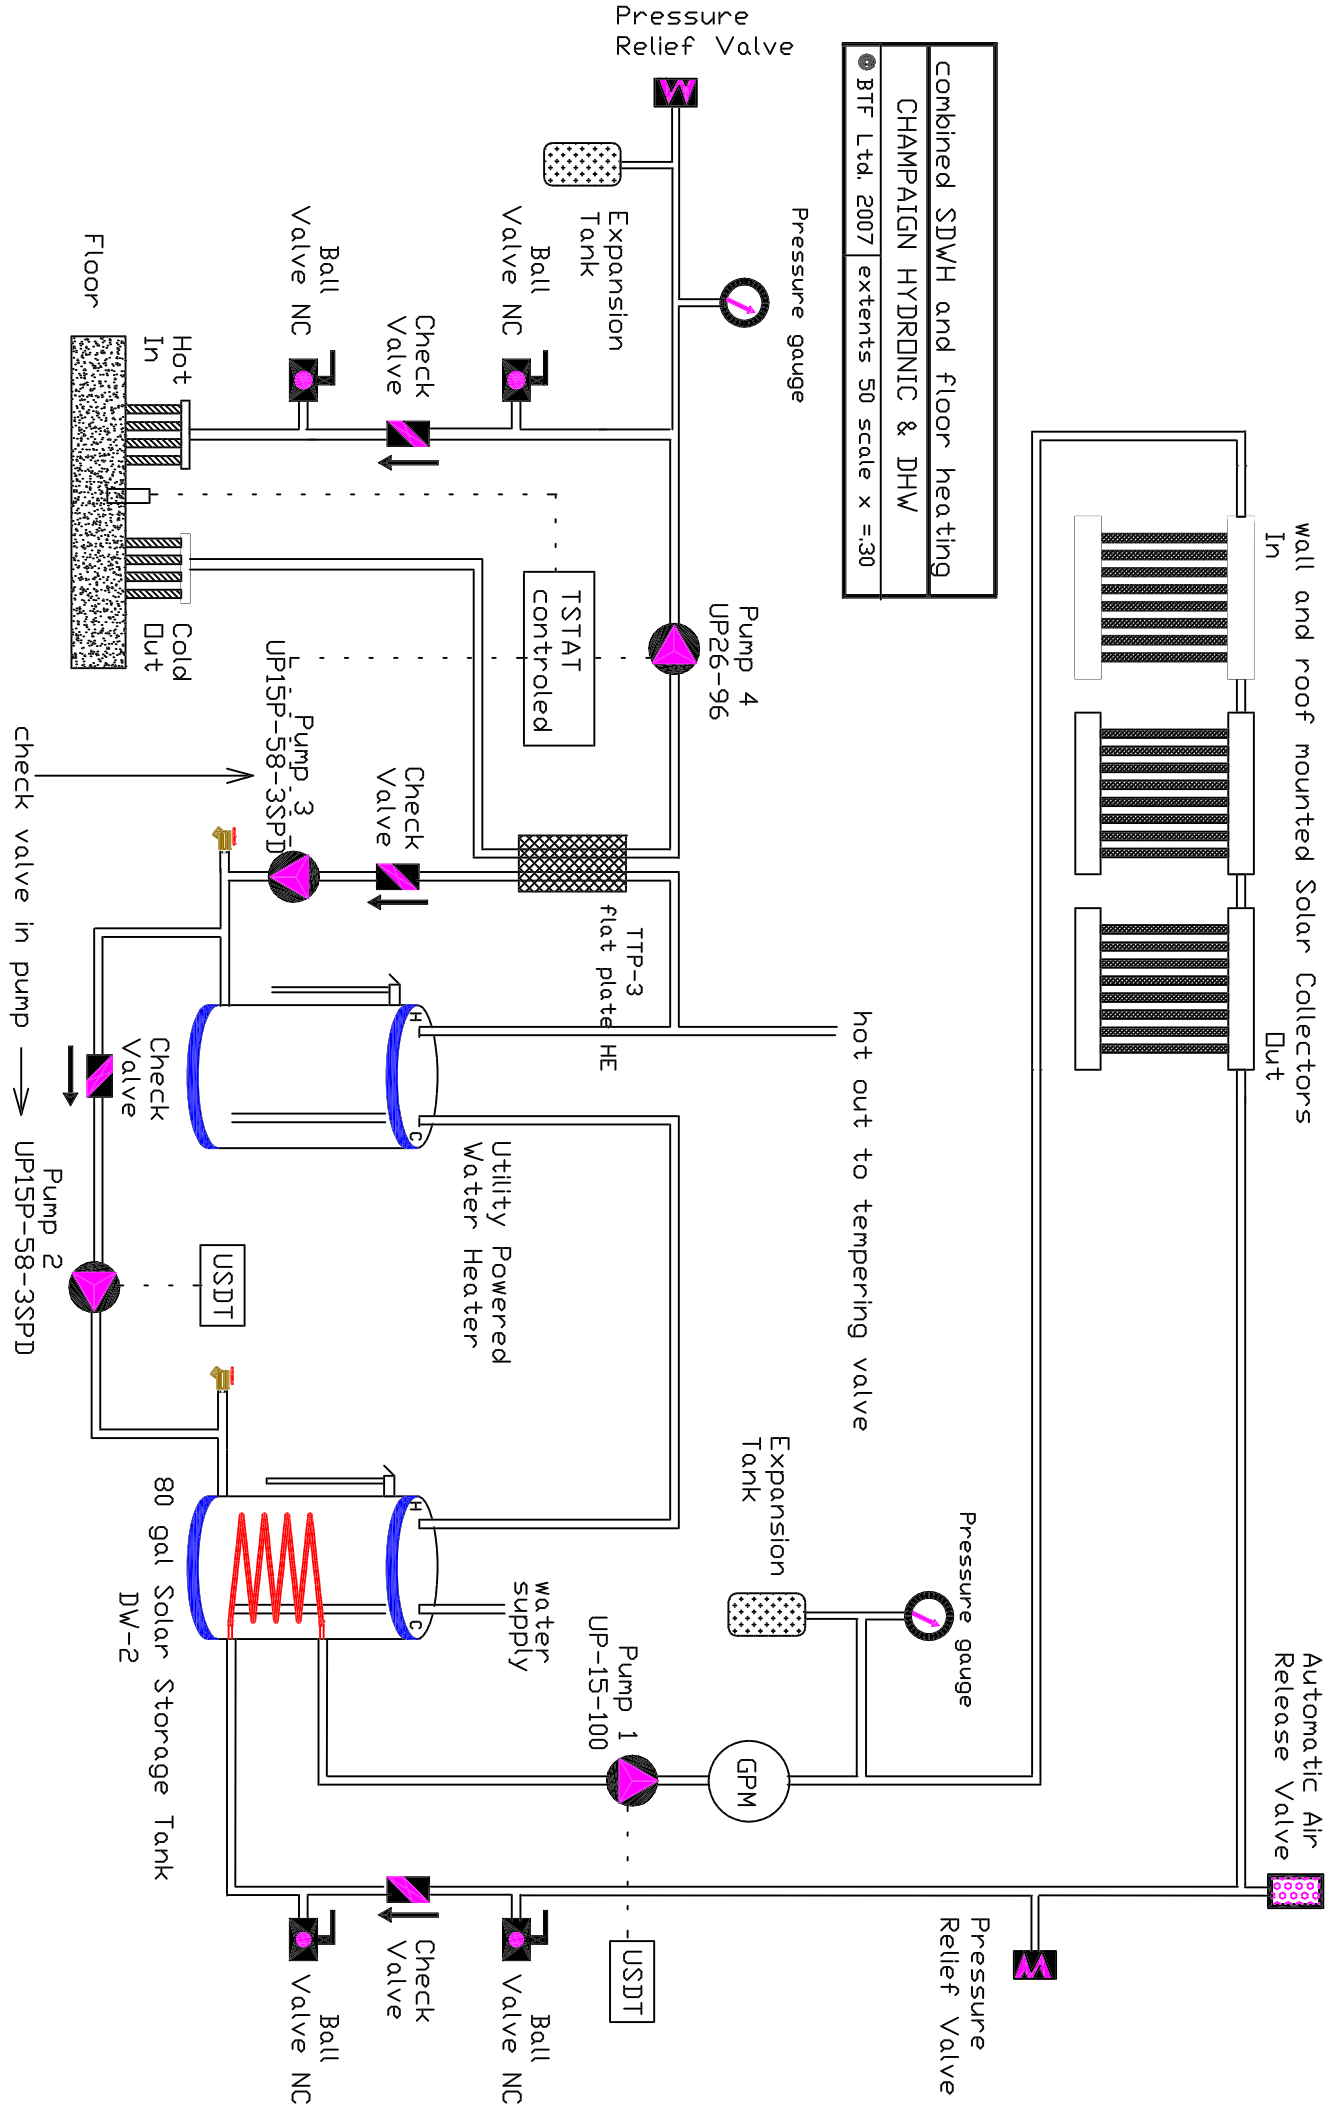 Pressure
Relief Valve
wall and roof mounted Solar Collectors
In
Out
Automatic Air
Release Valve
combined SDWH and floor heating
CHAMPAIGN HYDRONIC & DHW
BTF Ltd. 2007
extents 50 scale x =.30
Pressure gauge
Expansion
Tank
Ball
Valve NC
Ball
Valve NC
Check
Valve
Floor
Hot
In
Cold
Out
TSTAT
controled
Pump 4
UP26-96
Pump 3
UP15P-58-3SPD
Check
Valve
TTP-3
flat plate HE
hot out to tempering valve
check valve in pump
Check
Valve
H
C
Utility Powered
Water Heater
Pump 2
UP15P-58-3SPD
USDT
H
C
80 gal Solar Storage Tank
DW-2
water
supply
Pump 1
UP-15-100
GPM
Expansion
Tank
Pressure gauge
USDT
Pressure
Relief Valve
Check
Valve
Ball
Valve NC
Ball
Valve NC